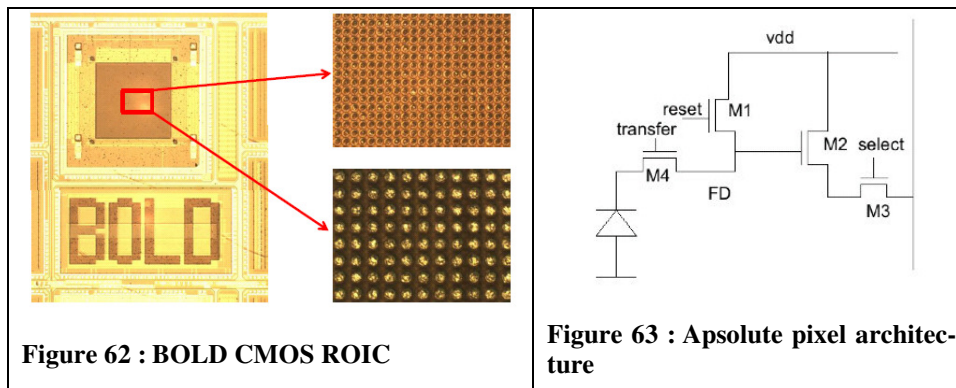 BOLD
Figure 62 : BOLD CMOS ROIC
vdd
M1
reset
transfer
M2
select
M4
FD
M3
Figure 63 : Apsolute pixel architec-
ture